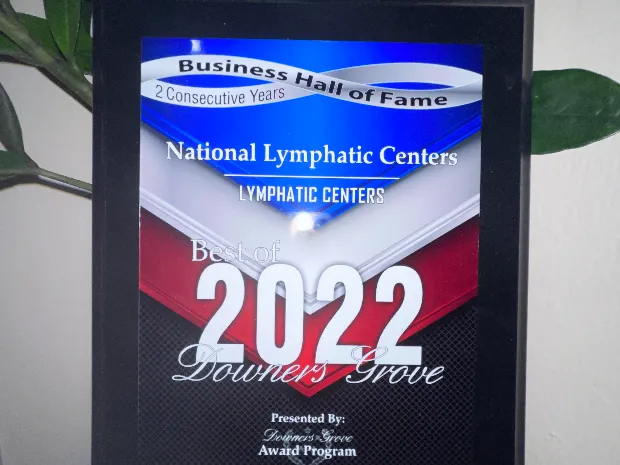 Business Hall of Fame
2 Consecutive Years
National Lymphatic Centers
LYMPHATIC CENTERS
Best of
2022
Downers Grove
Presented By:
Downers Grove
Award Program